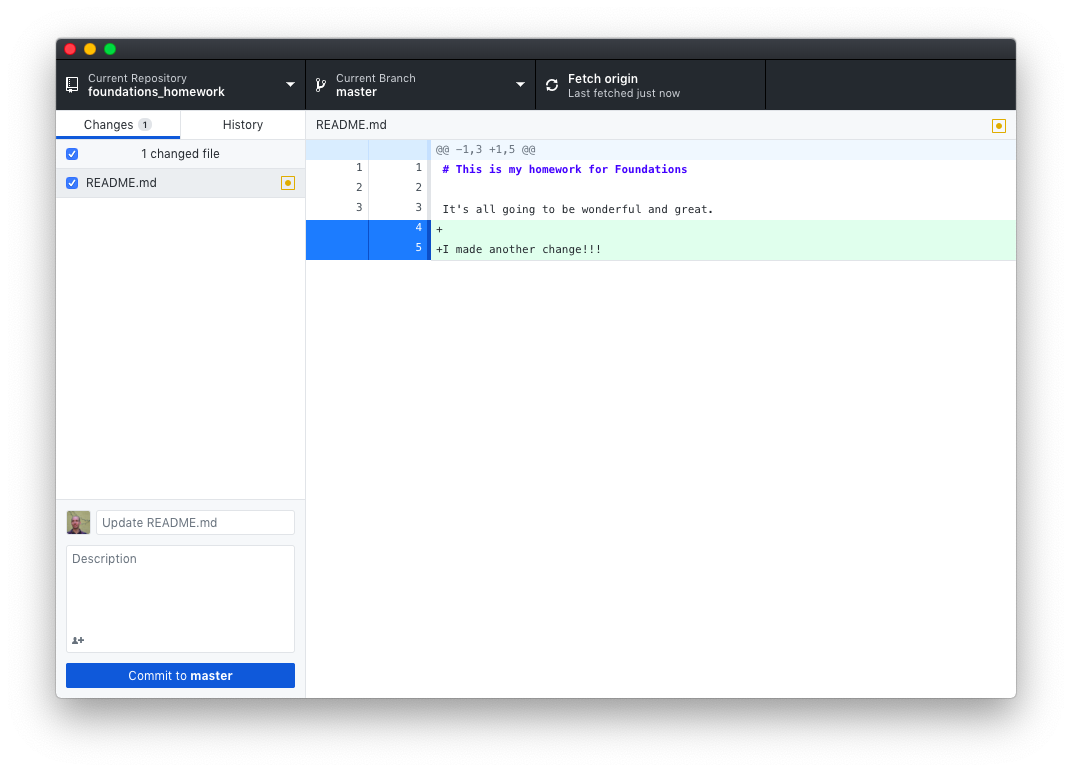 Current Repository
foundations_homework
Current Branch
master
Fetch origin
Last fetched just now
Changes 1
History
1 changed file
README.md
README.md
@@ -1,3 +1,5 @@
1 1 # This is my homework for Foundations
2 2
3 3 It's all going to be wonderful and great.
4 +
5 +I made another change!!!
Update README.md
Description
Commit to master